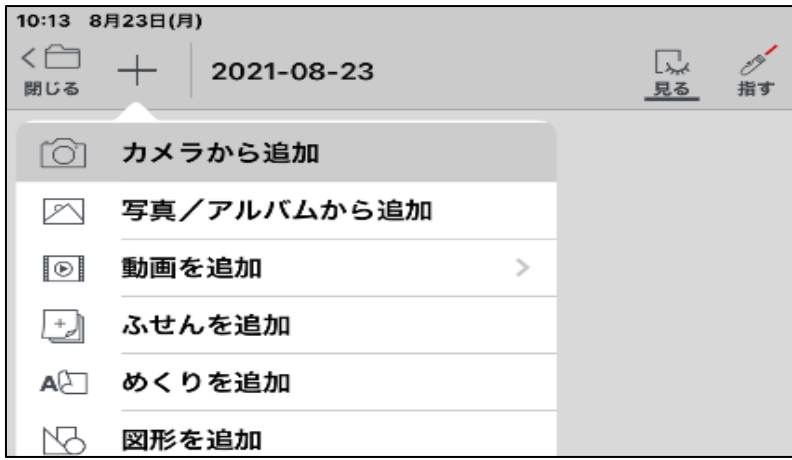 10:13 8月23日(月)
閉じる
2021-08-23
見る
指す
カメラから追加
写真／アルバムから追加
動画を追加
ふせんを追加
めくりを追加
図形を追加